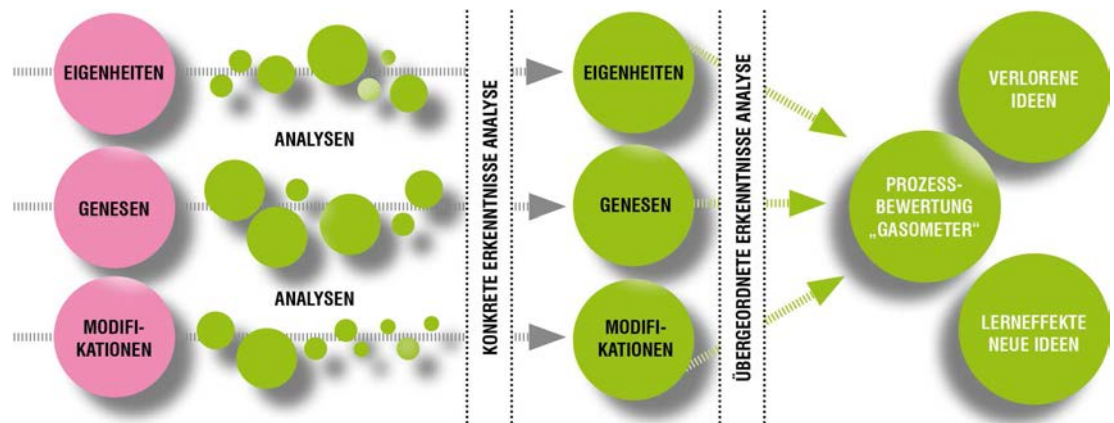 EIGENHEITEN
ANALYSEN
GENESEN
ANALYSEN
MODIFI-
KATIONEN
KONKRETE ERKENNTNISSE ANALYSE
EIGENHEITEN
GENESEN
MODIFI-
KATIONEN
ÜBERGEORDNETE ERKENNTNISSE ANALYSE
VERLORENE
IDEEN
PROZESS-
BEWERTUNG
„GASOMETER“
LERNEFFEKTE
NEUE IDEEN